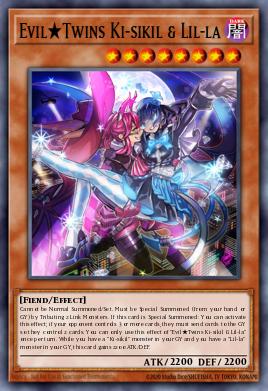 EVIL★TWINS KI-SIKIL & LIL-LA
DARK
闇
[FIEND/EFFECT]
Cannot be Normal Summoned/Set. Must be Special Summoned (from your hand or
GY) by Tributing 2 Link Monsters. If this card is Special Summoned: You can activate
this effect; if your opponent controls 3 or more cards, they must send cards to the GY
so they control 2 cards. You can only use this effect of "Evil★Twins Ki-sikil & Lil-la"
once per turn. While you have a "Ki-sikil" monster in your GY and you have a "Lil-la"
monster in your GY, this card gains 2200 ATK/DEF.
ATK/2200 DEF/2200
©2020 Studio Dice/SHUEISHA, TV TOKYO, KONAMI